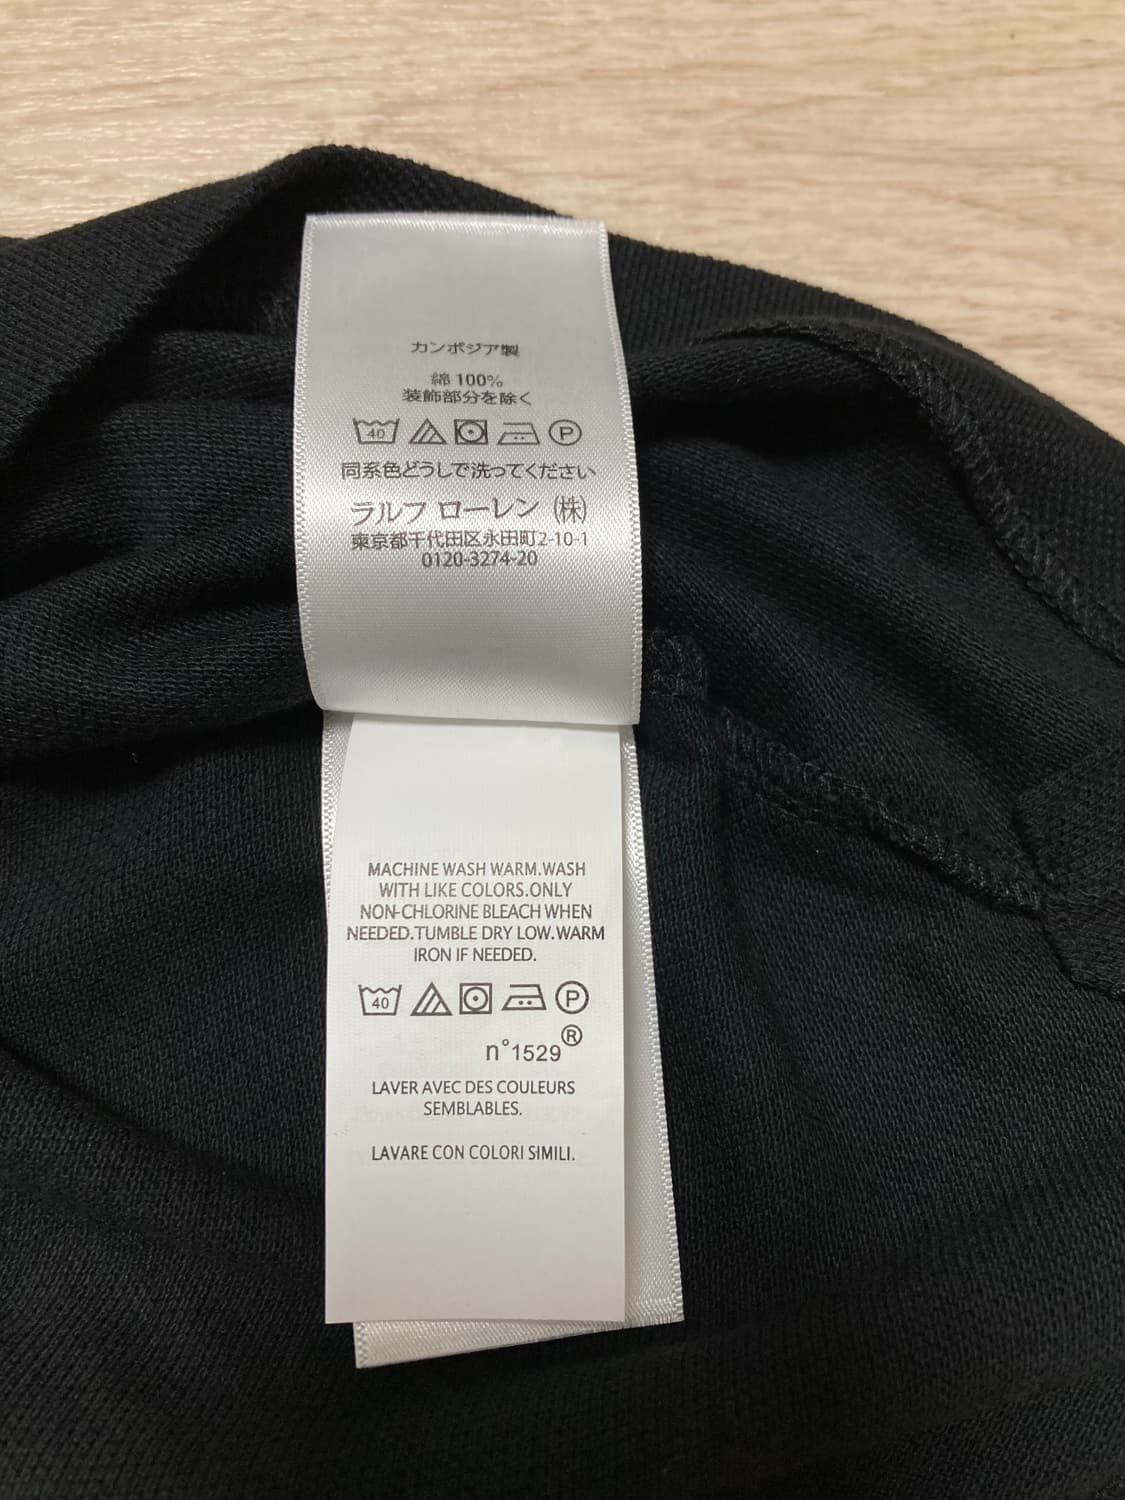 カンボジア製
綿 100%
装飾部分を除く
40 P
同系色どうしで洗ってください
ラルフ ローレン (株)
東京都千代田区永田町2-10-1
0120-3274-20
MACHINE WASH WARM.WASH
WITH LIKE COLORS.ONLY
NON-CHLORINE BLEACH WHEN
NEEDED.TUMBLE DRY LOW.WARM
IRON IF NEEDED.
40 P
n°1529®
LAVER AVEC DES COULEURS
SEMBLABLES.
LAVARE CON COLORI SIMILI.